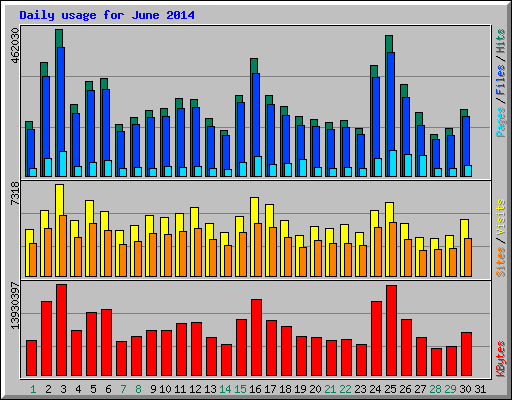 Daily usage for June 2014
462030
Pages / Files / Hits
7318
Sites / Visits
13930397
KBytes
1 2 3 4 5 6 7 8 9 10 11 12 13 14 15 16 17 18 19 20 21 22 23 24 25 26 27 28 29 30 31